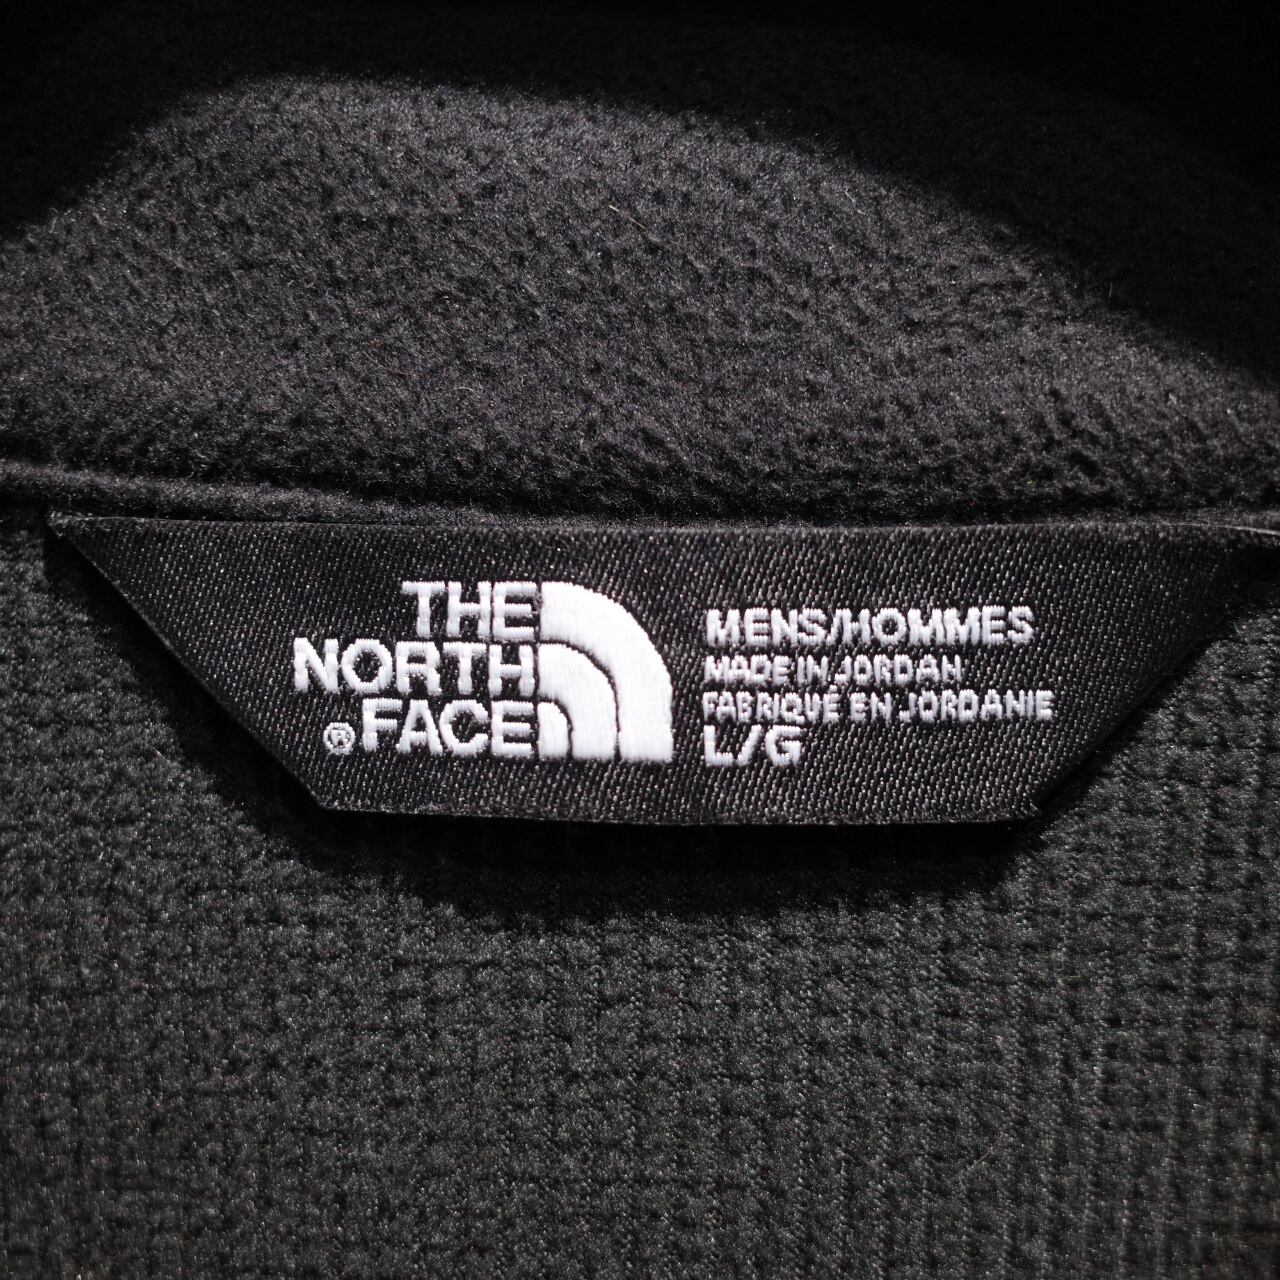 THE
NORTH
®FACE
MENS/HOMMES
MADE IN JORDAN
FABRIQUÉ EN JORDANIE
L/G